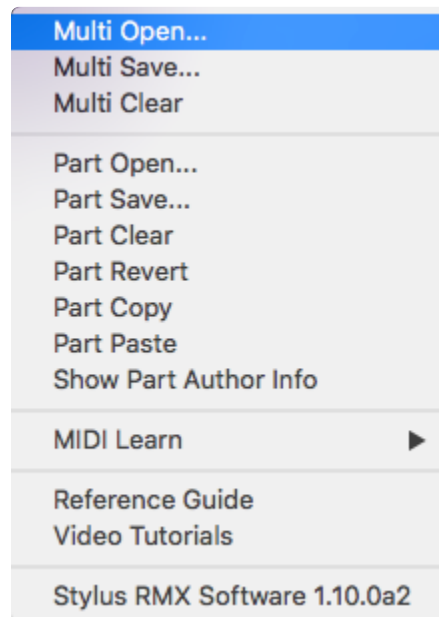 Multi Open...
Multi Save...
Multi Clear
Part Open...
Part Save...
Part Clear
Part Revert
Part Copy
Part Paste
Show Part Author Info
MIDI Learn
Reference Guide
Video Tutorials
Stylus RMX Software 1.10.0a2